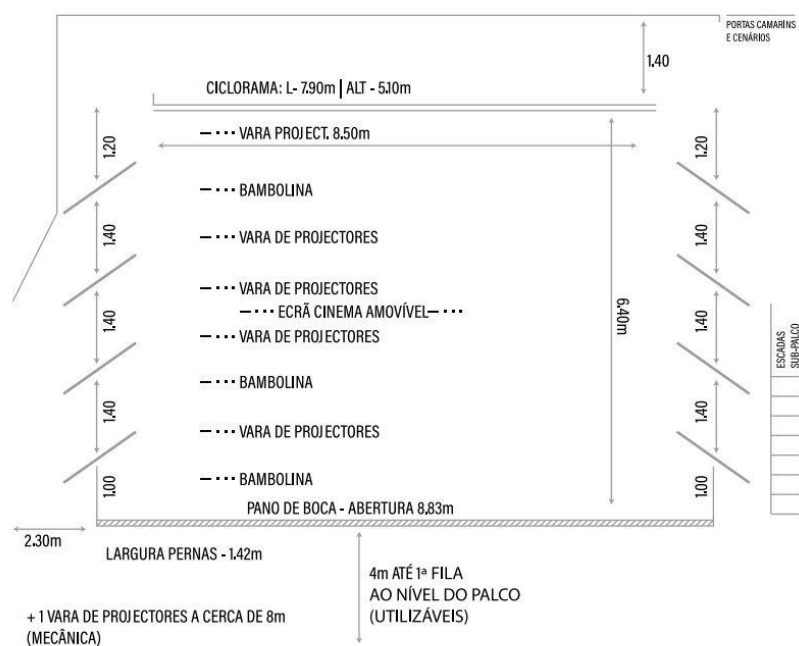 PORTAS CAMARINS
E CENÁRIOS
1.40
CICLORAMA: L- 7.90m | ALT - 5.10m
1.20
VARA PROJECT. 8.50m
1.20
BAMBOLINA
1.40
VARA DE PROJECTORES
1.40
VARA DE PROJECTORES
ECRÃ CINEMA AMOVÍVEL
1.40
6.40m
1.40
VARA DE PROJECTORES
ESCADAS
SUB-PALCO
BAMBOLINA
1.40
VARA DE PROJECTORES
1.40
BAMBOLINA
1.00
1.00
PANO DE BOCA - ABERTURA 8.83m
2.30m
LARGURA PERNAS - 1.42m
4m ATÉ 1ª FILA
AO NÍVEL DO PALCO
(UTILIZÁVEIS)
+ 1 VARA DE PROJECTORES A CERCA DE 8m
(MECÂNICA)